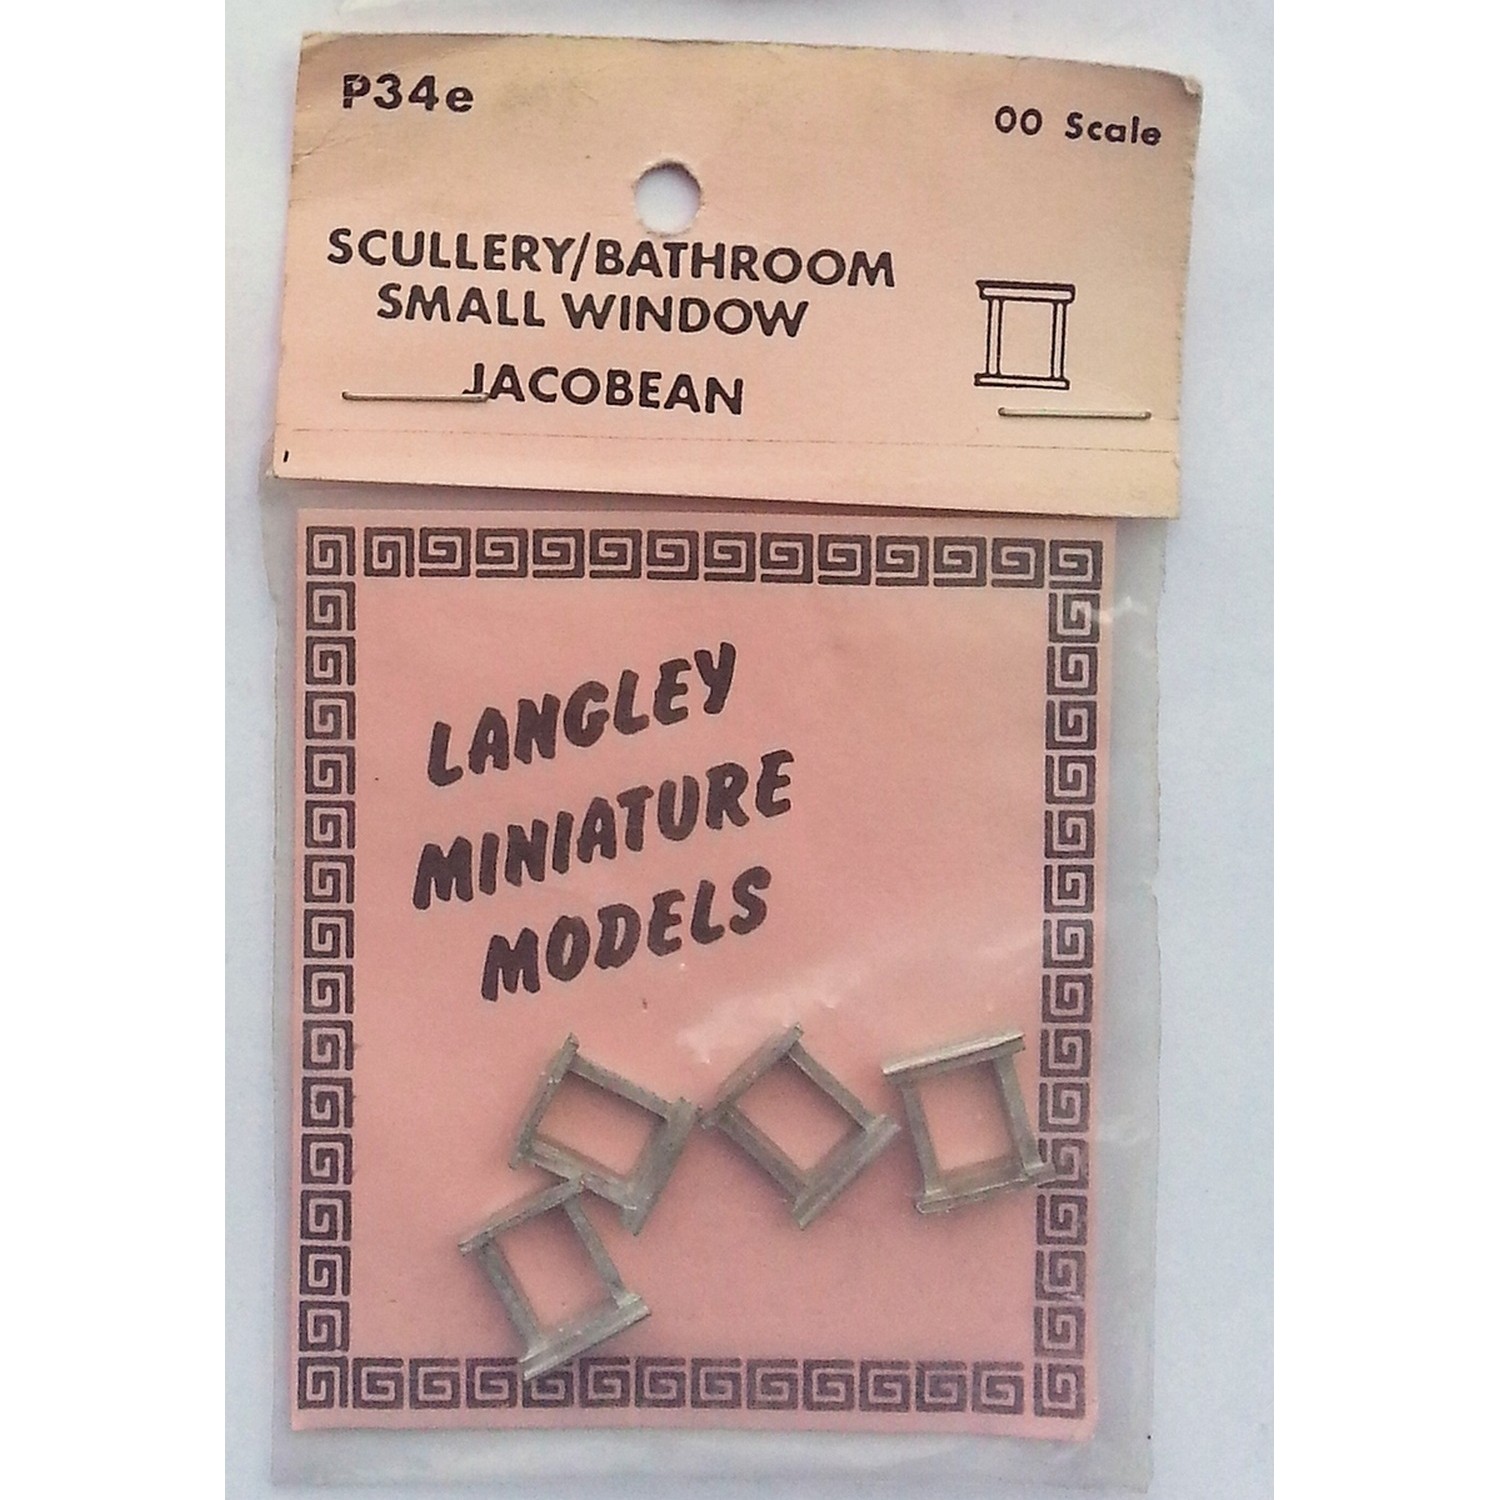 P34e
00 Scale
SCULLERY/BATHROOM
SMALL WINDOW
JACOBEAN
LANGLEY
MINIATURE
MODELS